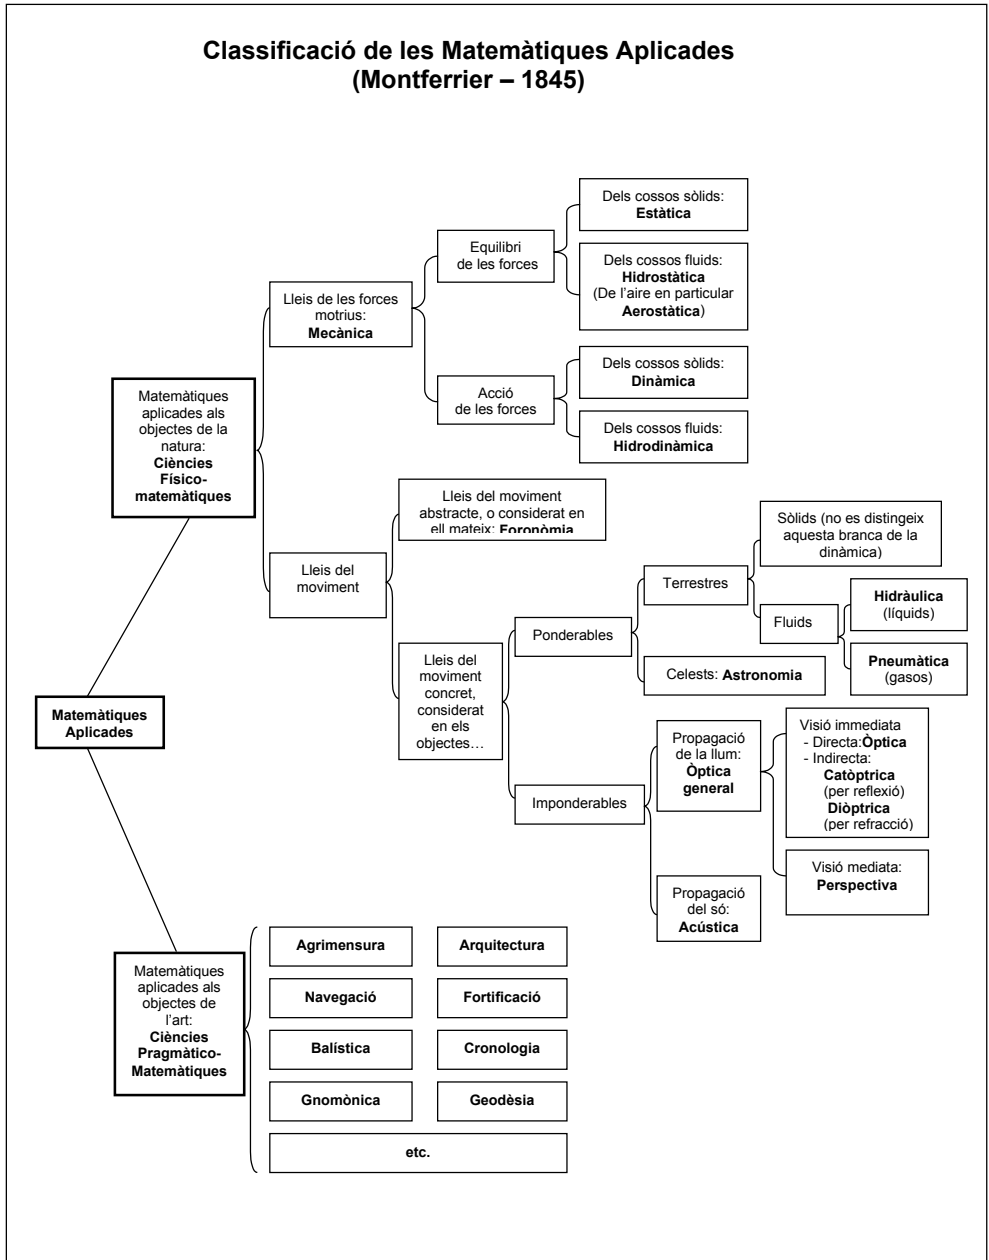 Classificació de les Matemàtiques Aplicades
(Montferrier – 1845)
Dels cossos sòlids:
Estàtica
Equilibri
de les forces
Dels cossos fluids:
Hidrostàtica
(De l'aire en particular
Aerostàtica)
Lleis de les forces
motrius:
Mecànica
Dels cossos sòlids:
Dinàmica
Acció
de les forces
Dels cossos fluids:
Hidrodinàmica
Matemàtiques
aplicades als
objectes de la
natura:
Ciències
Físico-
matemàtiques
Lleis del moviment
abstracte, o considerat en
ell mateix: Foronòmia
Lleis del
moviment
Sòlids (no es distingeix
aquesta branca de la
dinàmica)
Terrestres
Hidràulica
(líquids)
Fluids
Ponderables
Pneumàtica
(gasos)
Lleis del
moviment
concret,
considerat
en els
objectes…
Celests: Astronomia
Matemàtiques
Aplicades
Propagació
de la llum:
Òptica
general
Visió immediata
- Directa:Òptica
- Indirecta:
Catòptrica
(per reflexió)
Diòptrica
(per refracció)
Imponderables
Visió mediata:
Perspectiva
Propagació
del só:
Acústica
Matemàtiques
aplicades als
objectes de
l'art:
Ciències
Pragmàtico-
Matemàtiques
Agrimensura
Arquitectura
Navegació
Fortificació
Balística
Cronologia
Gnomònica
Geodèsia
etc.